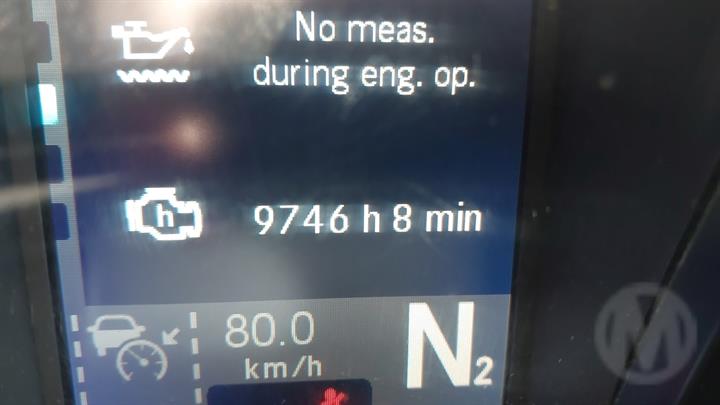 No meas.
during eng. op.
h
9746 h 8 min
80.0
km/h
N2
M